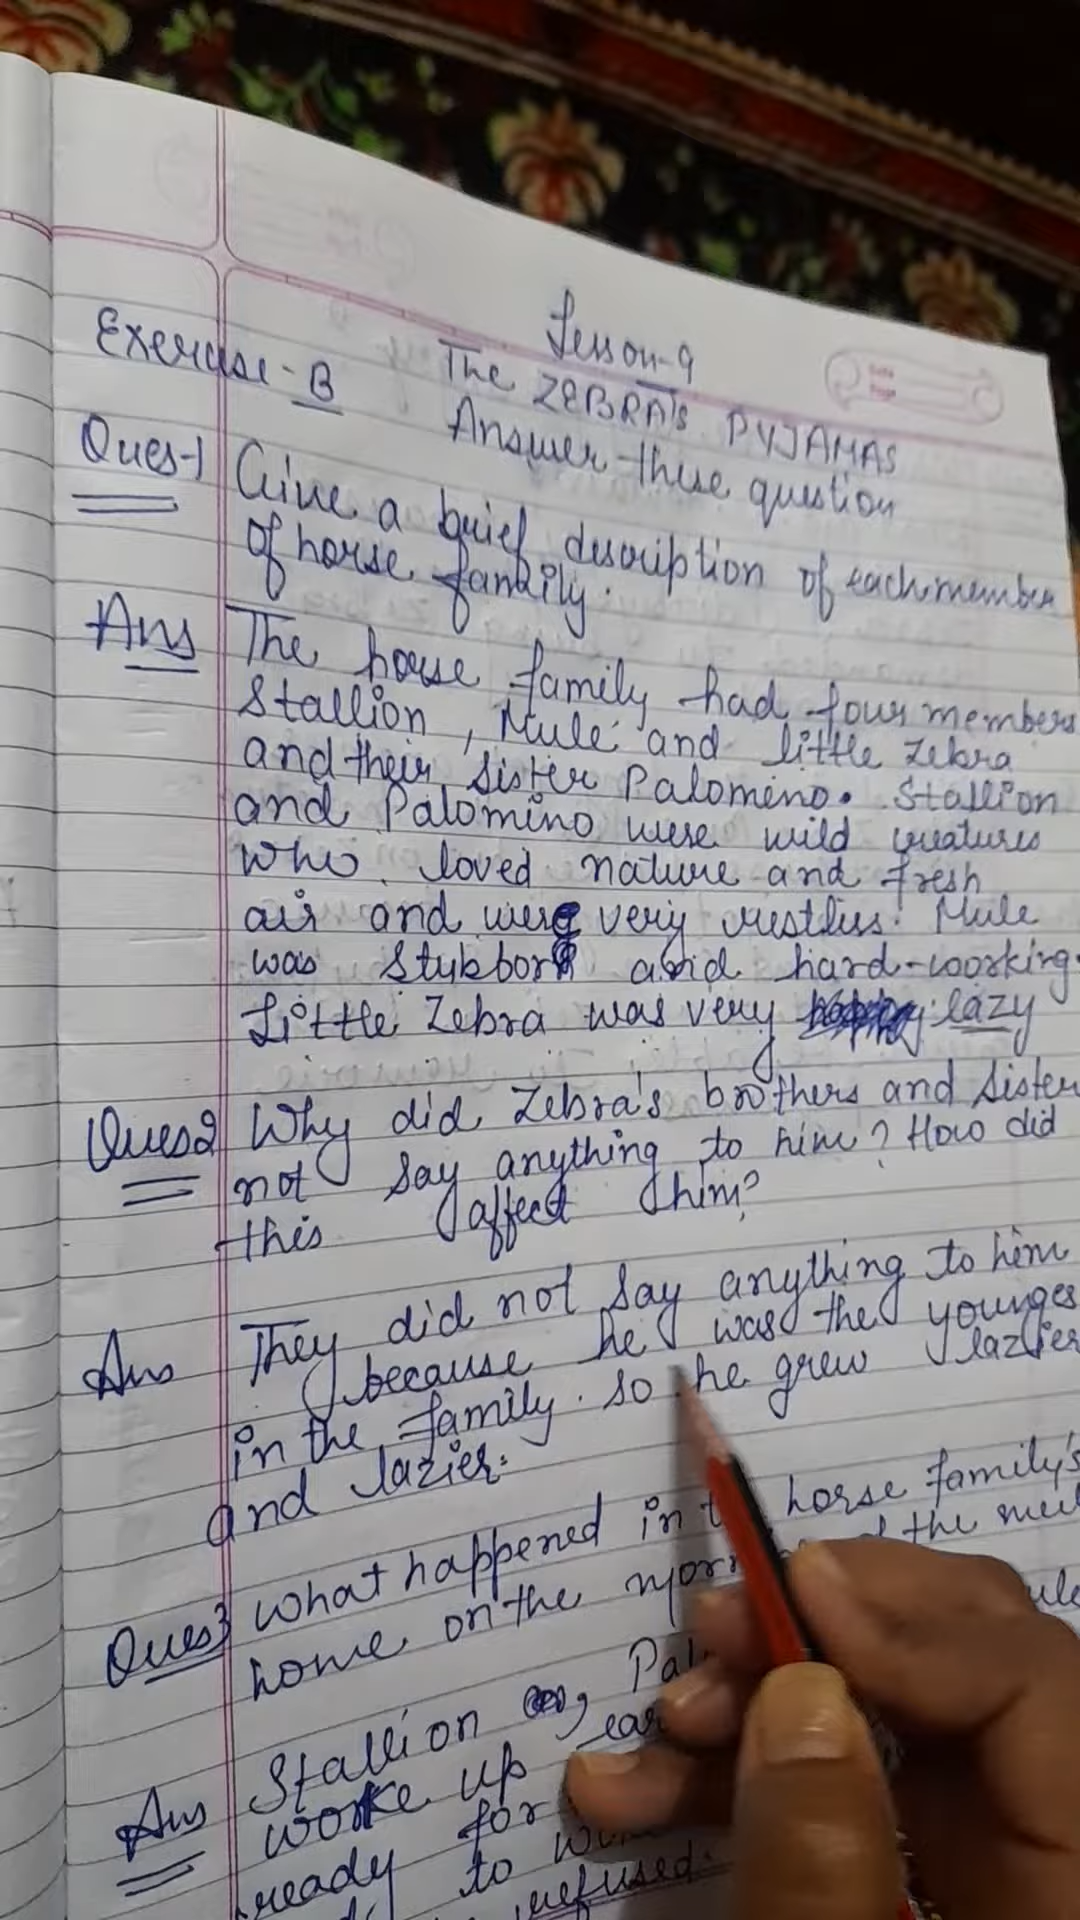 Lesson-9
Exercise-B The ZEBRA's PYJAMAS
Answer these question
Ques-1 Give a brief description of each member
of horse family.
Ans The horse family had four members
Stallion, Mule and little Zebra
and their sister Palomino. Stallion
and Palomino were wild creatures
who loved nature and fresh
air and were very restless. Mule
was stubborn and hard-working.
Little Zebra was very lazy
Ques2 Why did Zebra's brothers and sister
not say anything to him? How did
this affect him?
Ans They did not say anything to him
because he was the younges
in the family. So he grew lazier
and lazier.
Ques3 What happened in horse family's
home on the the
Ans Stallion ,
woke up
ready for
to
refused.